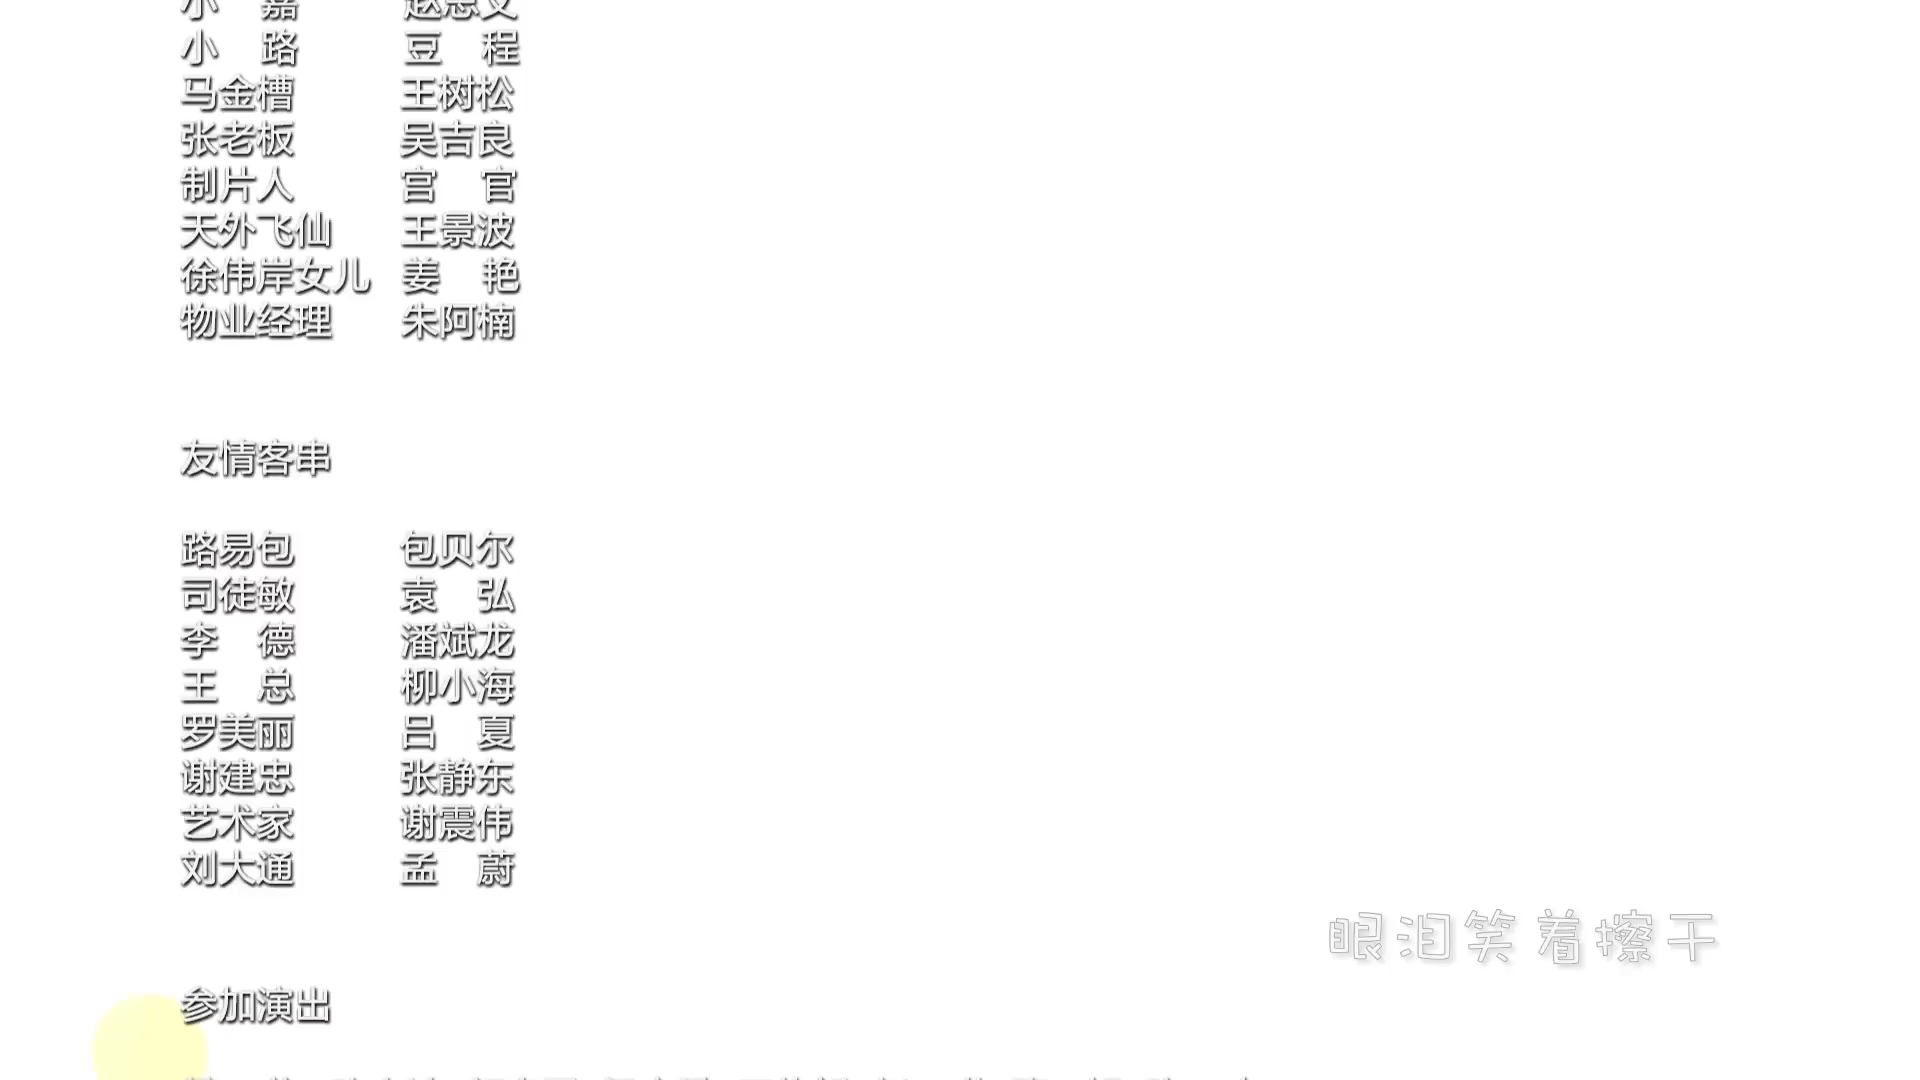 小 嘉 赵志文
小 路 豆 程
马金槽 王树松
张老板 吴吉良
制片人 宫 官
天外飞仙 王景波
徐伟岸女儿 姜 艳
物业经理 朱阿楠
友情客串
路易包 包贝尔
司徒敏 袁 弘
李 德 潘斌龙
王 总 柳小海
罗美丽 吕 夏
谢建忠 张静东
艺术家 谢震伟
刘大通 孟 蔚
眼泪笑着擦干
参加演出